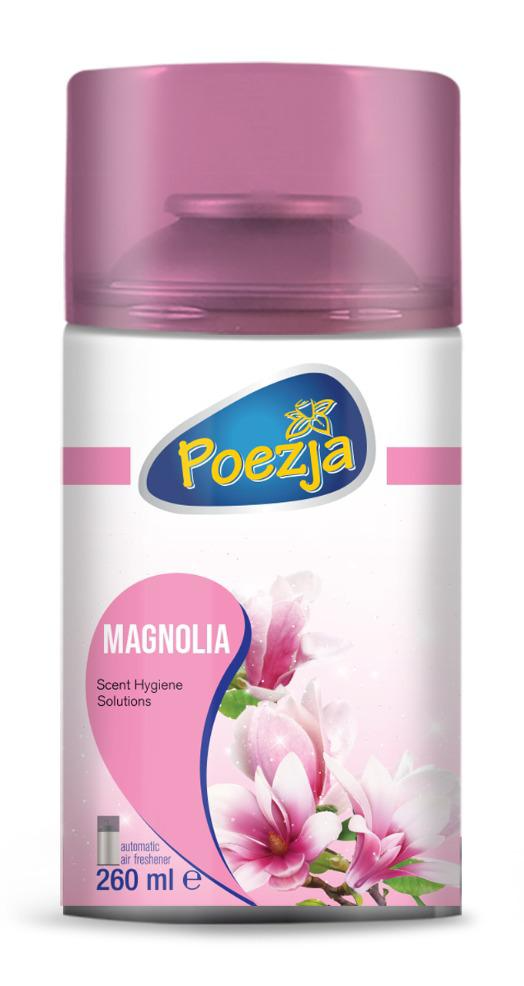 Poezja
MAGNOLIA
Scent Hygiene
Solutions
automatic
air freshener
260 ml ℮